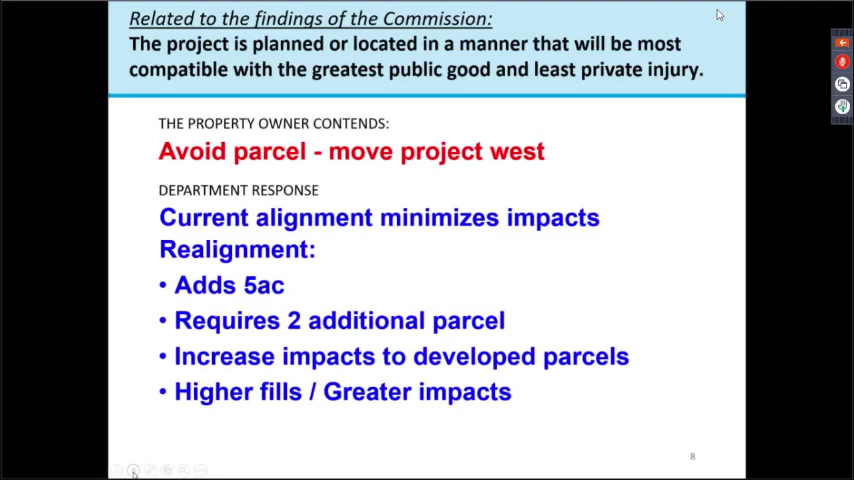 Related to the findings of the Commission:
The project is planned or located in a manner that will be most
compatible with the greatest public good and least private injury.
THE PROPERTY OWNER CONTENDS:
Avoid parcel - move project west
DEPARTMENT RESPONSE
Current alignment minimizes impacts
Realignment:
• Adds 5ac
• Requires 2 additional parcel
• Increase impacts to developed parcels
• Higher fills / Greater impacts
8